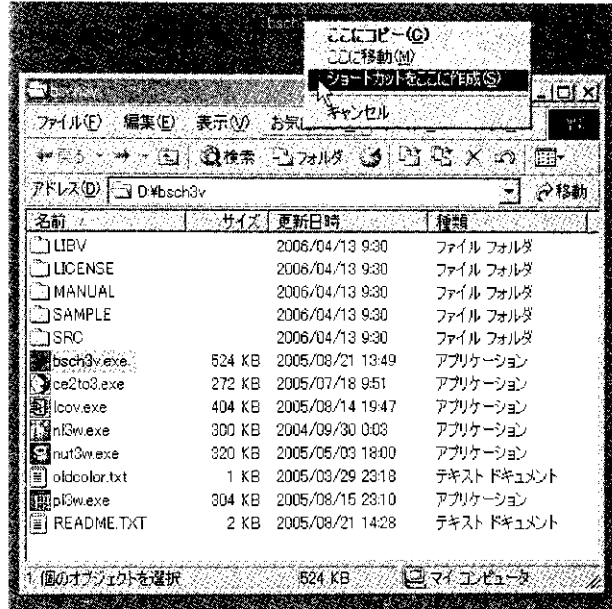 ここにコピー(C)
ここに移動(M)
ショートカットをここに作成(S)
キャンセル
ファイル(F) 編集(E) 表示(V)
戻る 検索 フォルダ
アドレス(D) D:¥bsch3v 移動
名前 サイズ 更新日時 種類
LIBV 2006/04/13 9:30 ファイル フォルダ
LICENSE 2006/04/13 9:30 ファイル フォルダ
MANUAL 2006/04/13 9:30 ファイル フォルダ
SAMPLE 2006/04/13 9:30 ファイル フォルダ
SRC 2006/04/13 9:30 ファイル フォルダ
bsch3v.exe 524 KB 2005/08/21 13:49 アプリケーション
ce2to3.exe 272 KB 2005/07/18 9:51 アプリケーション
lcov.exe 404 KB 2005/08/14 19:47 アプリケーション
nl3w.exe 300 KB 2004/09/30 0:03 アプリケーション
nut3w.exe 320 KB 2005/05/03 18:00 アプリケーション
oldcolor.txt 1 KB 2005/03/29 23:18 テキスト ドキュメント
pl3w.exe 304 KB 2005/08/15 23:10 アプリケーション
README.TXT 2 KB 2005/08/21 14:28 テキスト ドキュメント
1 個のオブジェクトを選択 524 KB マイ コンピュータ